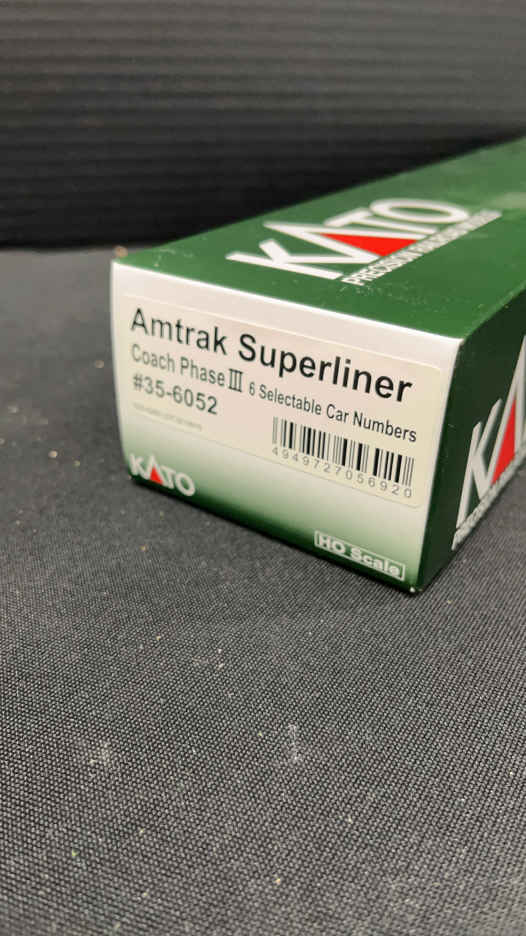 KATO
PRECISION RAILROAD MODELS
Amtrak Superliner
Coach Phase III 6 Selectable Car Numbers
#35-6052
4949727056920
KATO
HO Scale